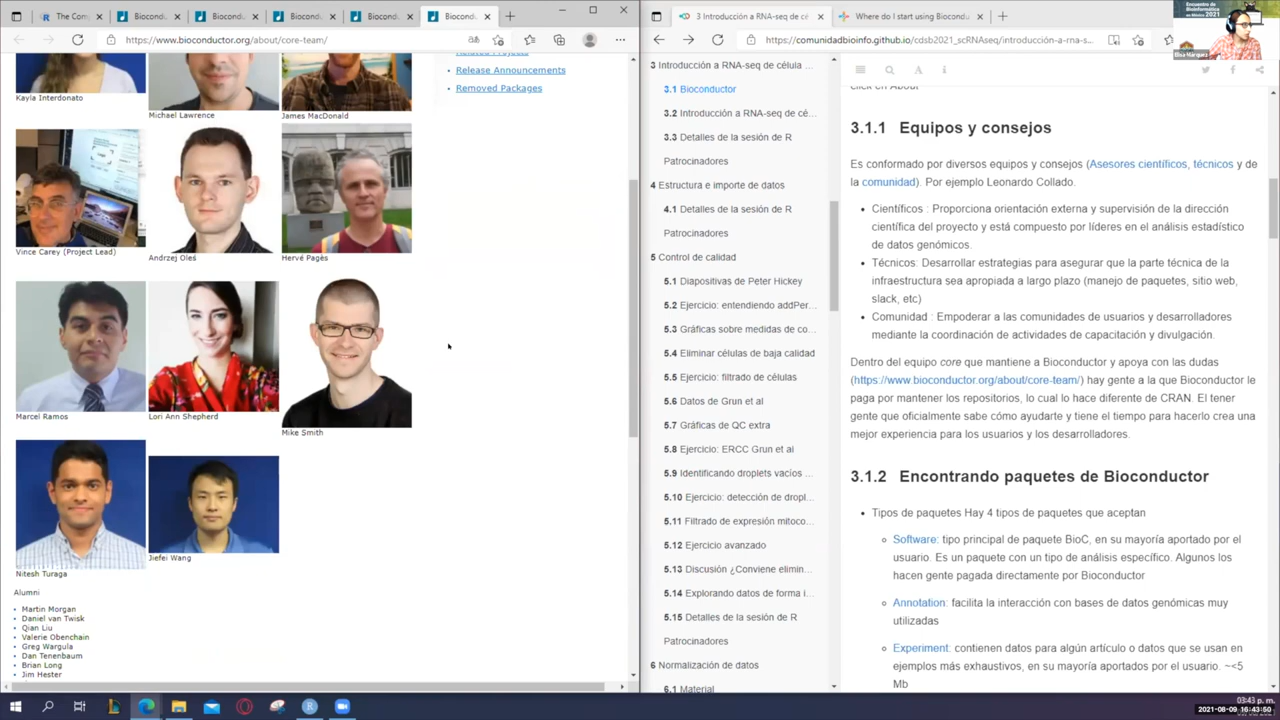 The Comp
Biocond
Biocond
Biocond
Biocond
Biocond
https://www.bioconductor.org/about/core-team/
Kayla Interdonato
Michael Lawrence
James MacDonald
Related Projects
Release Announcements
Removed Packages
Vince Carey (Project Lead)
Andrzej Oleś
Hervé Pagès
Marcel Ramos
Lori Ann Shepherd
Mike Smith
Nitesh Turaga
Jiefei Wang
Alumni
Martin Morgan
Daniel van Twisk
Qian Liu
Valerie Obenchain
Greg Wargula
Dan Tenenbaum
Brian Long
Jim Hester
3 Introducción a RNA-seq de cé
Where do I start using Bioconduc
https://comunidadbioinfo.github.io/cdsb2021_scRNAseq/introducción-a-rna-s...
Encuentro de
Bioinformática
en México 2021
Elisa Márquez
3 Introducción a RNA-seq de célula
3.1 Bioconductor
3.2 Introducción a RNA-seq de cé...
3.3 Detalles de la sesión de R
Patrocinadores
4 Estructura e importe de datos
4.1 Detalles de la sesión de R
Patrocinadores
5 Control de calidad
5.1 Diapositivas de Peter Hickey
5.2 Ejercicio: entendiendo addPer...
5.3 Gráficas sobre medidas de co...
5.4 Eliminar células de baja calidad
5.5 Ejercicio: filtrado de células
5.6 Datos de Grun et al
5.7 Gráficas de QC extra
5.8 Ejercicio: ERCC Grun et al
5.9 Identificando droplets vacíos ...
5.10 Ejercicio: detección de dropl...
5.11 Filtrado de expresión mitoco...
5.12 Ejercicio avanzado
5.13 Discusión ¿Conviene elimin...
5.14 Explorando datos de forma i...
5.15 Detalles de la sesión de R
Patrocinadores
6 Normalización de datos
6.1 Material
click en About
3.1.1 Equipos y consejos
Es conformado por diversos equipos y consejos (Asesores científicos, técnicos y de
la comunidad). Por ejemplo Leonardo Collado.
• Científicos : Proporciona orientación externa y supervisión de la dirección
científica del proyecto y está compuesto por líderes en el análisis estadístico
de datos genómicos.
• Técnicos: Desarrollar estrategias para asegurar que la parte técnica de la
infraestructura sea apropiada a largo plazo (manejo de paquetes, sitio web,
slack, etc)
• Comunidad : Empoderar a las comunidades de usuarios y desarrolladores
mediante la coordinación de actividades de capacitación y divulgación.
Dentro del equipo core que mantiene a Bioconductor y apoya con las dudas
(https://www.bioconductor.org/about/core-team/) hay gente a la que Bioconductor le
paga por mantener los repositorios, lo cual lo hace diferente de CRAN. El tener
gente que oficialmente sabe cómo ayudarte y tiene el tiempo para hacerlo crea una
mejor experiencia para los usuarios y los desarrolladores.
3.1.2 Encontrando paquetes de Bioconductor
• Tipos de paquetes Hay 4 tipos de paquetes que aceptan
Software: tipo principal de paquete BioC, en su mayoría aportado por el
usuario. Es un paquete con un tipo de análisis específico. Algunos los
hacen gente pagada directamente por Bioconductor
Annotation: facilita la interacción con bases de datos genómicas muy
utilizadas
Experiment: contienen datos para algún artículo o datos que se usan en
ejemplos más exhaustivos, en su mayoría aportados por el usuario. ~<5
Mb
03:43 p. m.
2021-08-09 16:43:50